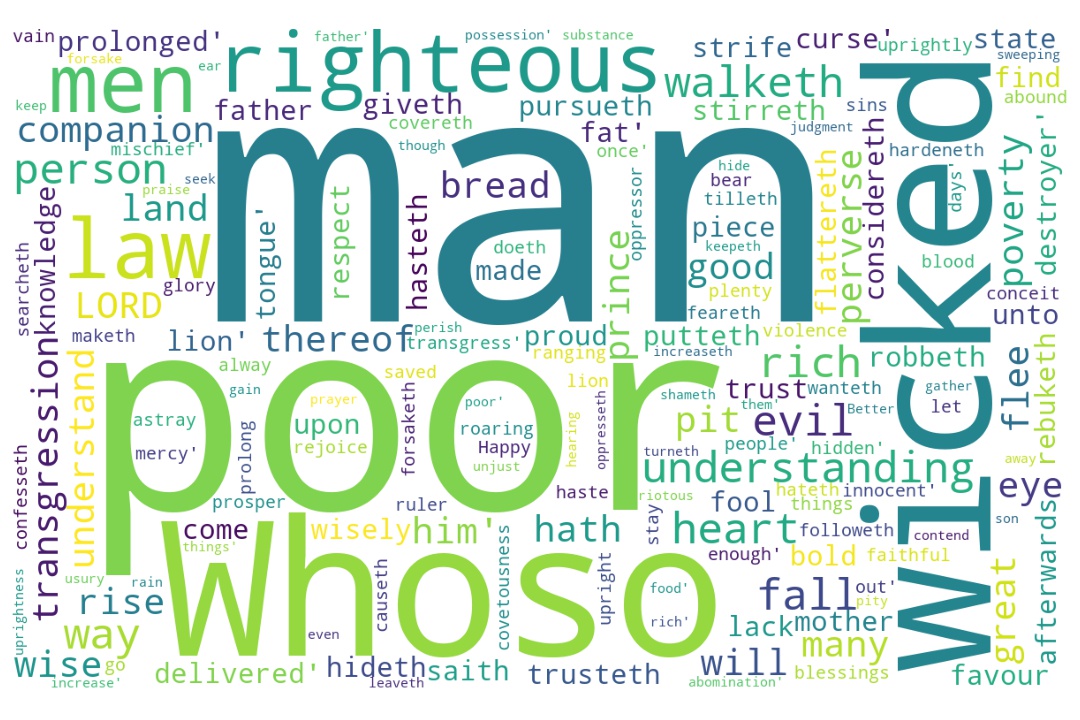 vain prolonged' father' possession' substance strife curse' uprightly state
forsake ear righteous sweeping
men walketh find
keep father giveth pursueth stirreth sins abound
companion covereth fat' judgment
mischief' though once' hardeneth
person seek man hide wicked
praise bread bear
land respect tilleth days' poverty destroyer'
law tongue' hasteth doeth oppressor piece flattereth perverse considereth'
knowledge made prince keepeth blood
searcheth glory good
LORD plenty conceit
feareth unto
maketh lion' thereof perish proud putteth violence
transgress' ranging increaseth rich robbeth
transgression understand alway saved lion shameth trust wanteth gather flee rebuketh
gain prayer poor' them' Better let
astray poor upon roaring pit evil
mercy' prolong rejoice forsaketh Happy hearing oppresseth people' hidden'
unjust turneth away
confesseth understanding
prosper ruler haste riotous fool hateth innocent' eye
things
come whoso wisely him' hath stay heart followeth son
things' enough' contend
usury rain bold faithful
uprightness causeth covetousness upright food' fall out' great afterwards
rise pity
way even rich' lack mother
many
wise go delivered' hideth saith trusteth will blessings favour
increase' leaveth abomination'